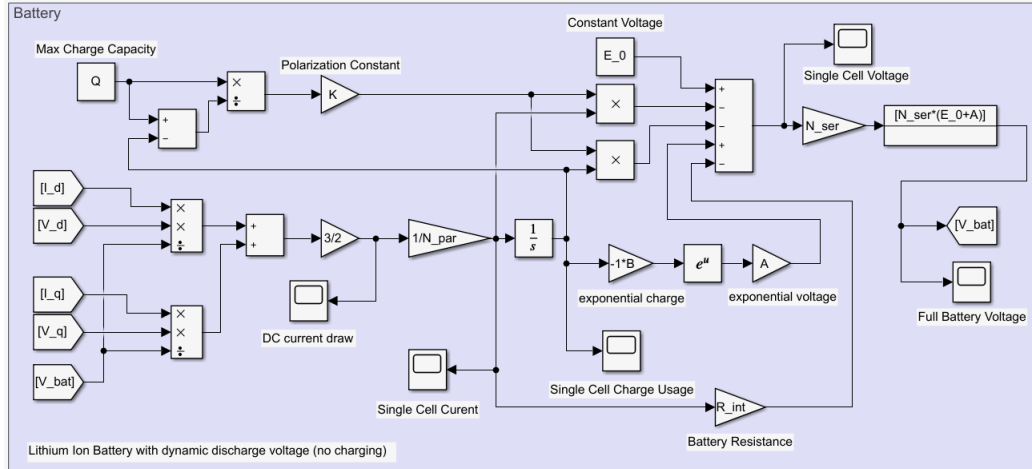 Battery
Max Charge Capacity
Q
+
−
×
÷
Polarization Constant
K
Constant Voltage
E_0
×
×
+
−
−
+
−
Single Cell Voltage
N_ser
[N_ser*(E_0+A)]
[I_d]
[V_d]
×
×
÷
[I_q]
[V_q]
[V_bat]
×
×
÷
+
+
3/2
DC current draw
1/N_par
1
s
-1*B
exponential charge
e^u
A
exponential voltage
[V_bat]
Full Battery Voltage
Single Cell Curent
Single Cell Charge Usage
R_int
Battery Resistance
Lithium Ion Battery with dynamic discharge voltage (no charging)